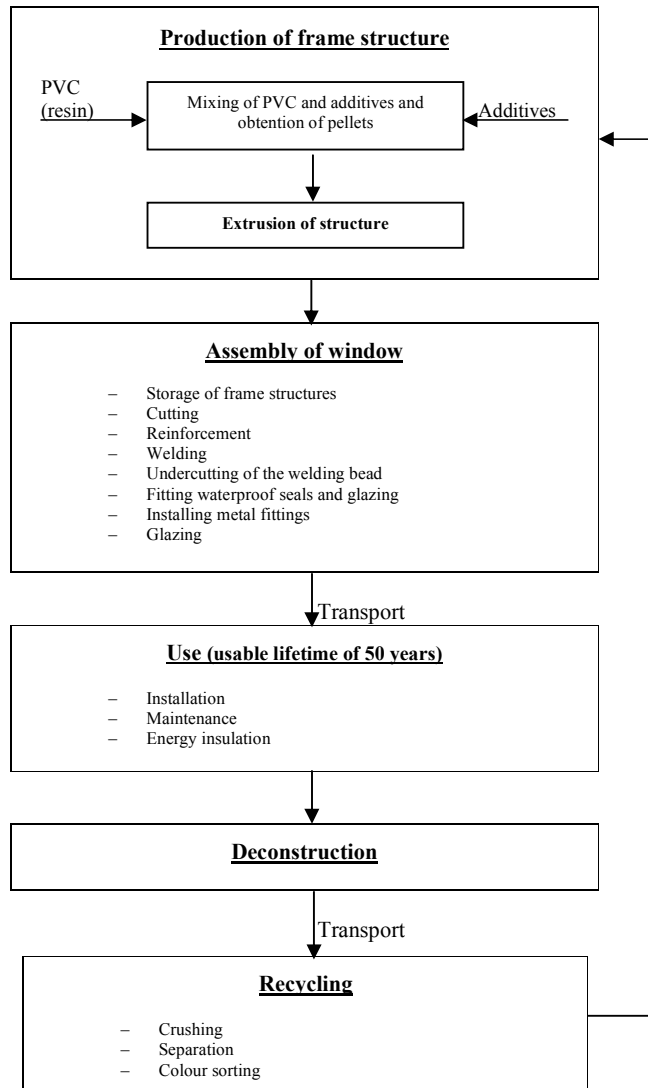 Production of frame structure
PVC
(resin)
Mixing of PVC and additives and
obtention of pellets
Additives
Extrusion of structure
Assembly of window
– Storage of frame structures
– Cutting
– Reinforcement
– Welding
– Undercutting of the welding bead
– Fitting waterproof seals and glazing
– Installing metal fittings
– Glazing
Transport
Use (usable lifetime of 50 years)
– Installation
– Maintenance
– Energy insulation
Deconstruction
Transport
Recycling
– Crushing
– Separation
– Colour sorting